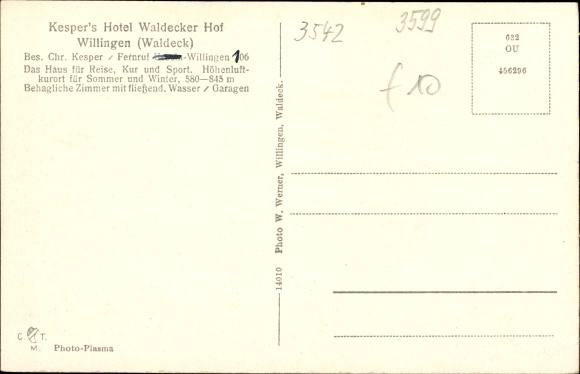 Kesper's Hotel Waldecker Hof
Willingen (Waldeck)
Bes. Chr. Kesper / Fernruf -Willingen 106
Das Haus für Reise, Kur und Sport. Höhenluft-
kurort für Sommer und Winter, 580—845 m
Behagliche Zimmer mit fließend. Wasser / Garagen
3542
3599
f 10
632
OU
456296
14010 Photo W. Werner, Willingen, Waldeck.
C. T.
M. Photo-Plasma